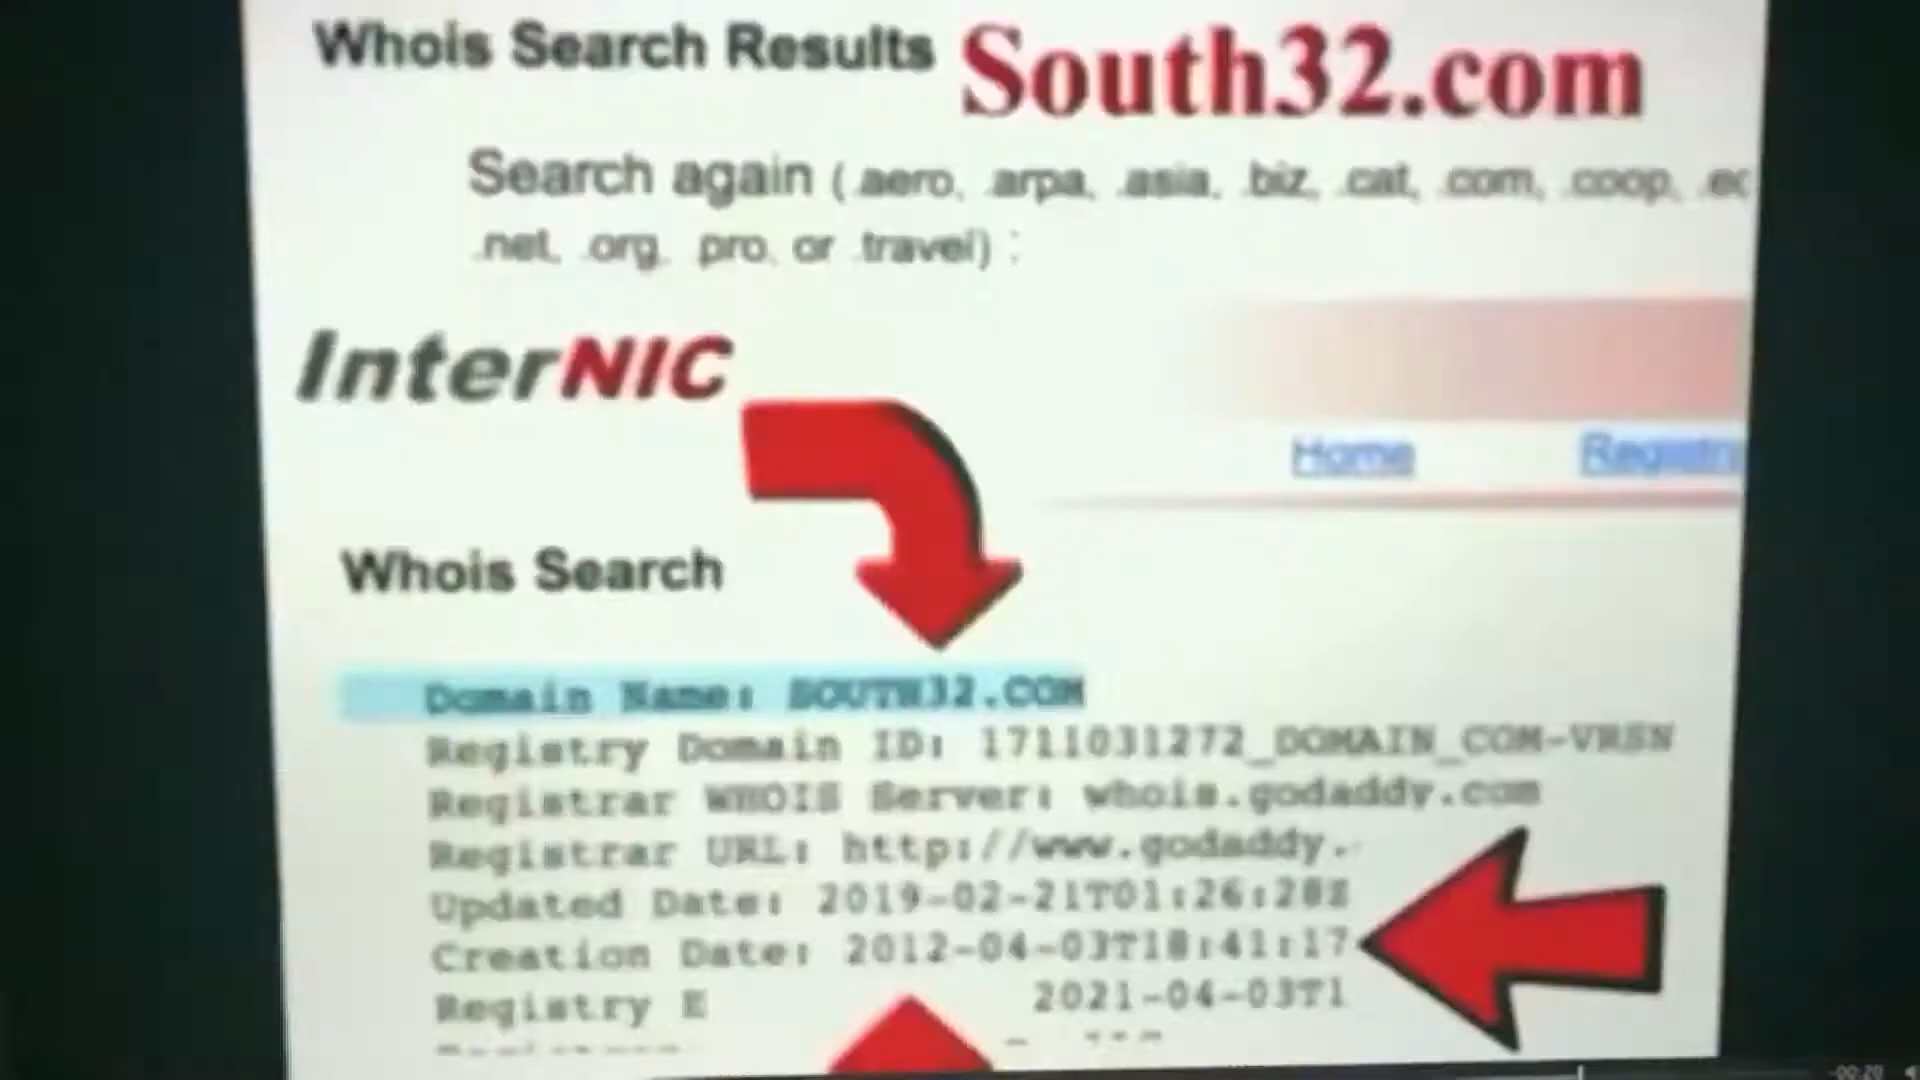 Whois Search Results South32.com
Search again (.aero, .arpa, .asia, .biz, .cat, .com, .coop,
.net, .org, .pro, or .travel) :
InterNIC
Home
Whois Search
Domain Name: SOUTH32.COM
Registry Domain ID: 1711031272_DOMAIN_COM-VRSN
Registrar WHOIS Server: whois.godaddy.com
Registrar URL: http://www.godaddy.
Updated Date: 2019-02-21T01:26:28Z
Creation Date: 2012-04-03T18:41:17
Registry E 2021-04-03T1
-00:20